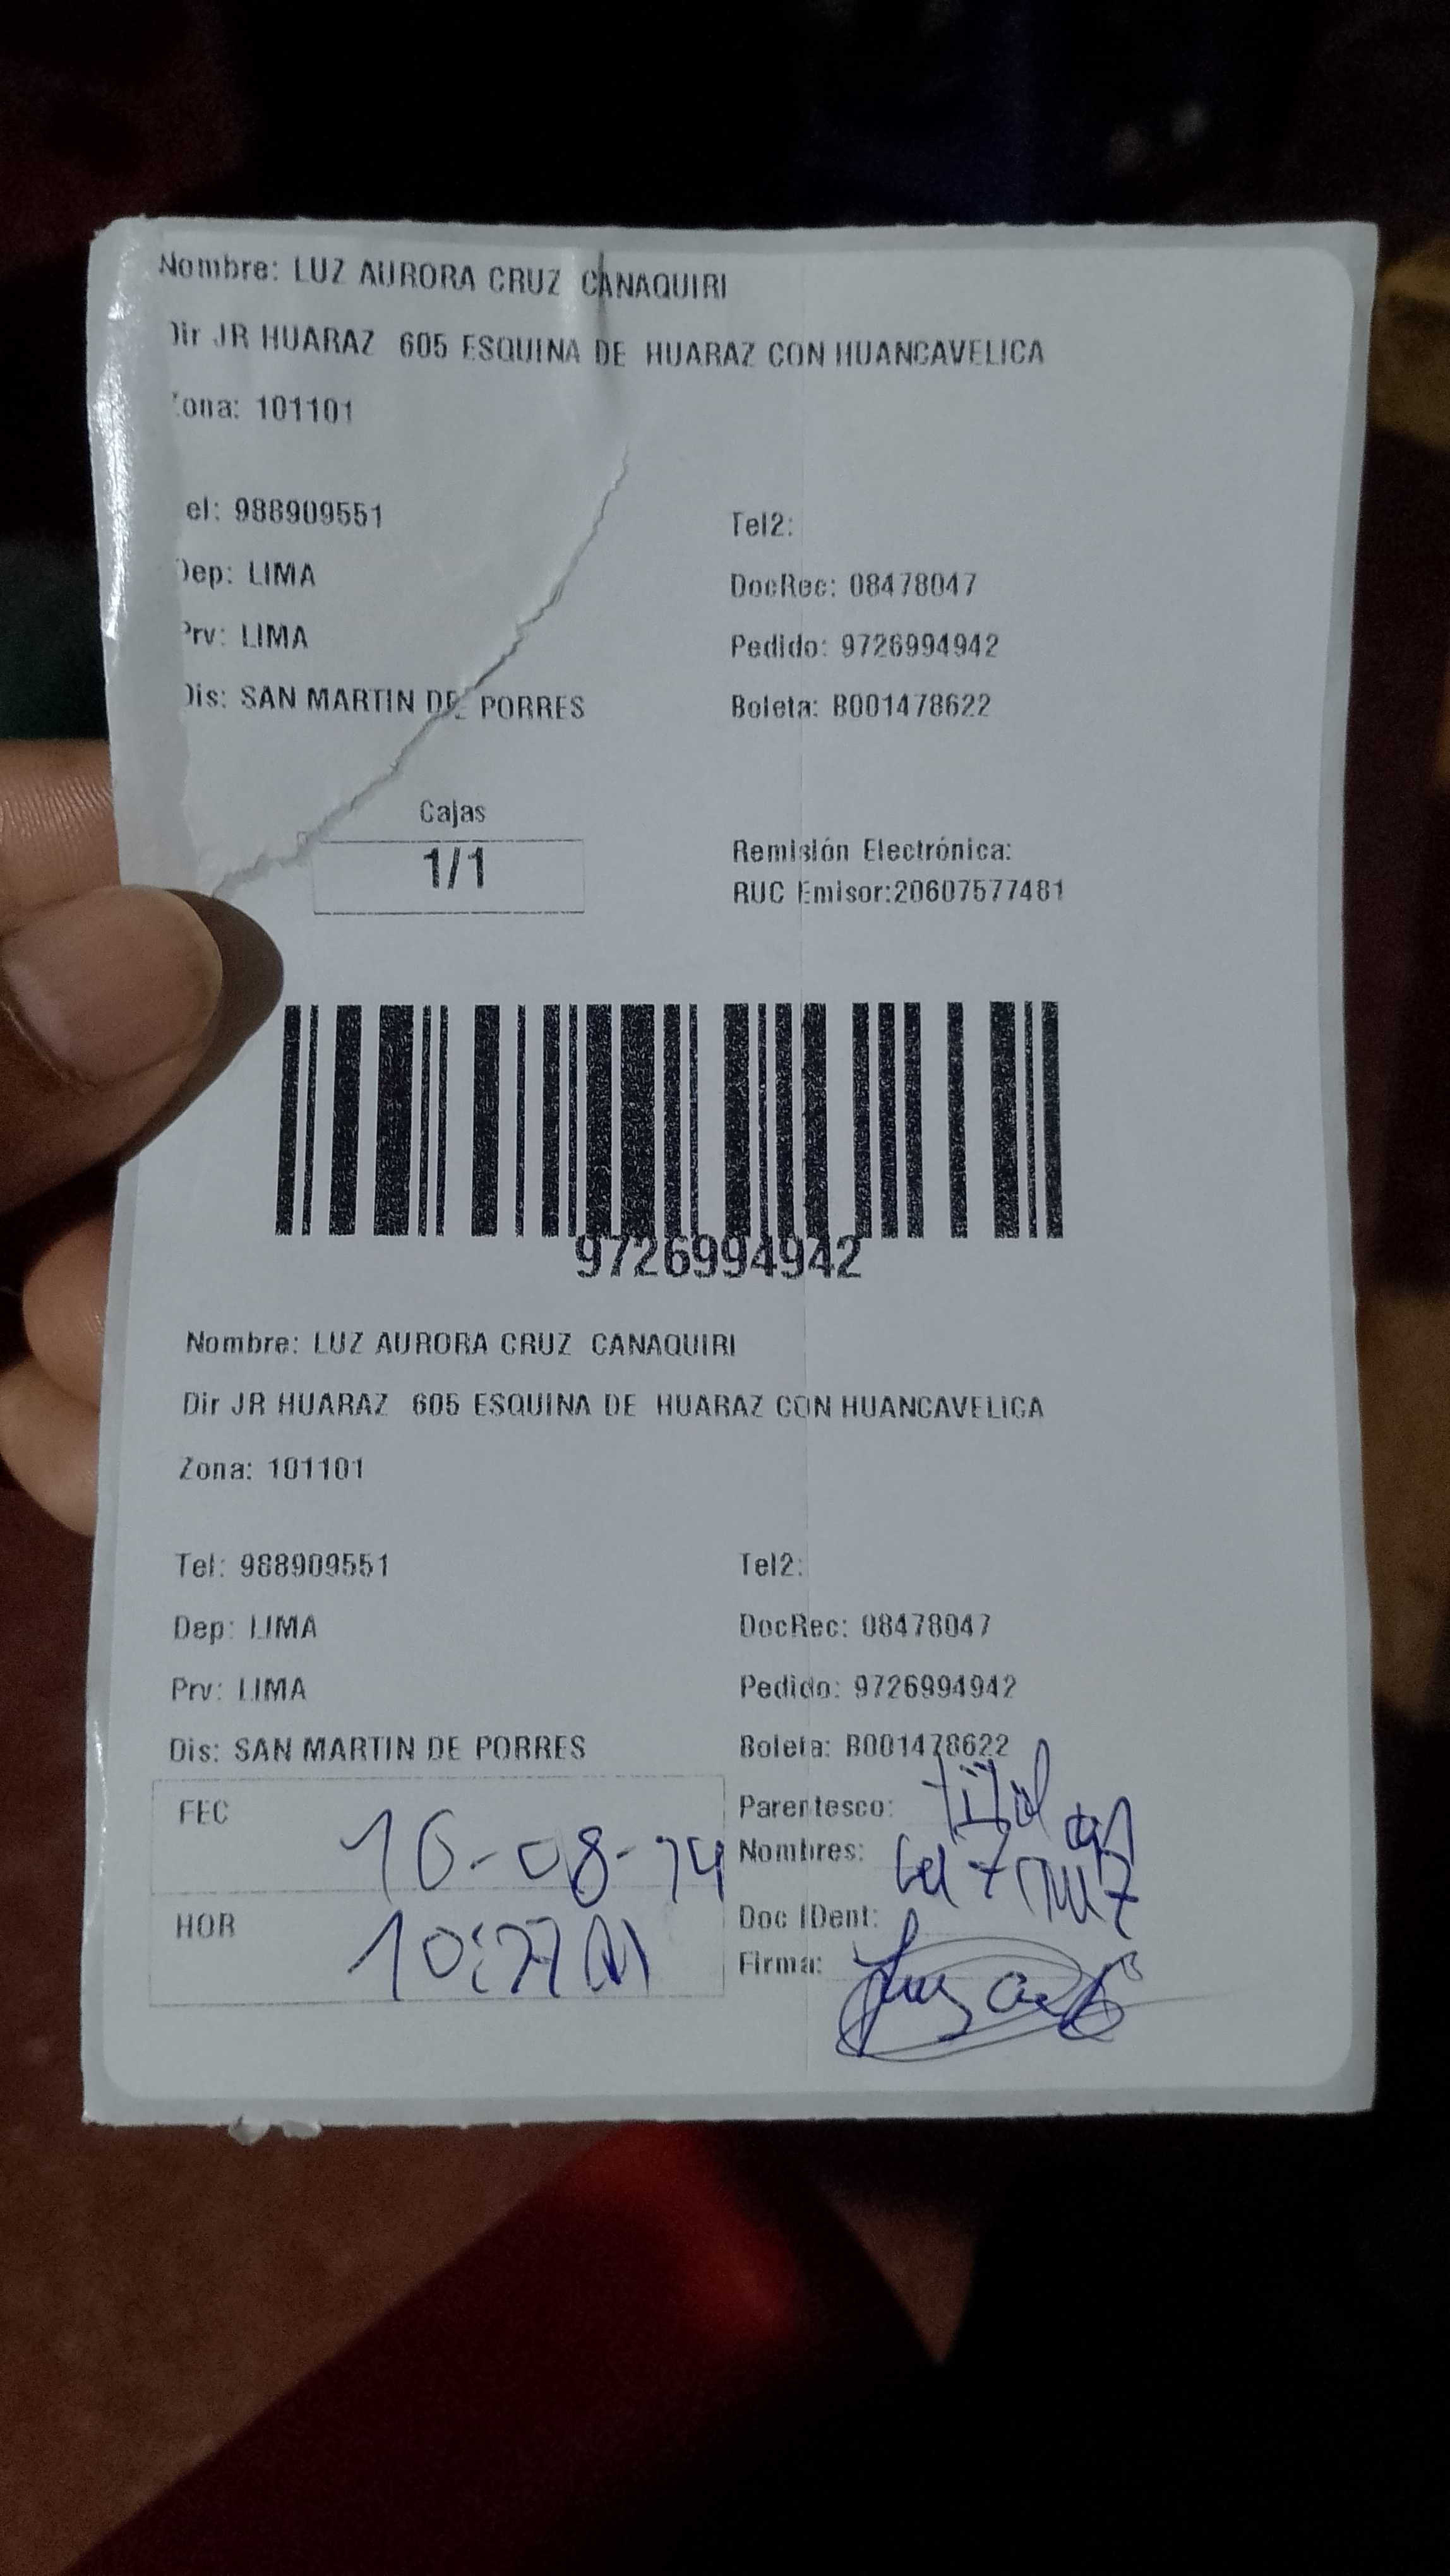 Nombre: LUZ AURORA CRUZ CANAQUIRI
Dir JR HUARAZ 605 ESQUINA DE HUARAZ CON HUANCAVELICA
Zona: 101101
el: 988909551 Tel2:
Dep: LIMA DocRec: 08478047
Prv: LIMA Pedido: 9726994942
Dis: SAN MARTIN DE PORRES Boleta: B001478622
Cajas
1/1
Remisión Electrónica:
RUC Emisor:20607577481
9726994942
Nombre: LUZ AURORA CRUZ CANAQUIRI
Dir JR HUARAZ 605 ESQUINA DE HUARAZ CON HUANCAVELICA
Zona: 101101
Tel: 988909551 Tel2:
Dep: LIMA DocRec: 08478047
Prv: LIMA Pedido: 9726994942
Dis: SAN MARTIN DE PORRES Boleta: B001478622
FEC 16-08-
Parentesco:
Nombres:
HOR
Doc IDent:
Firma: